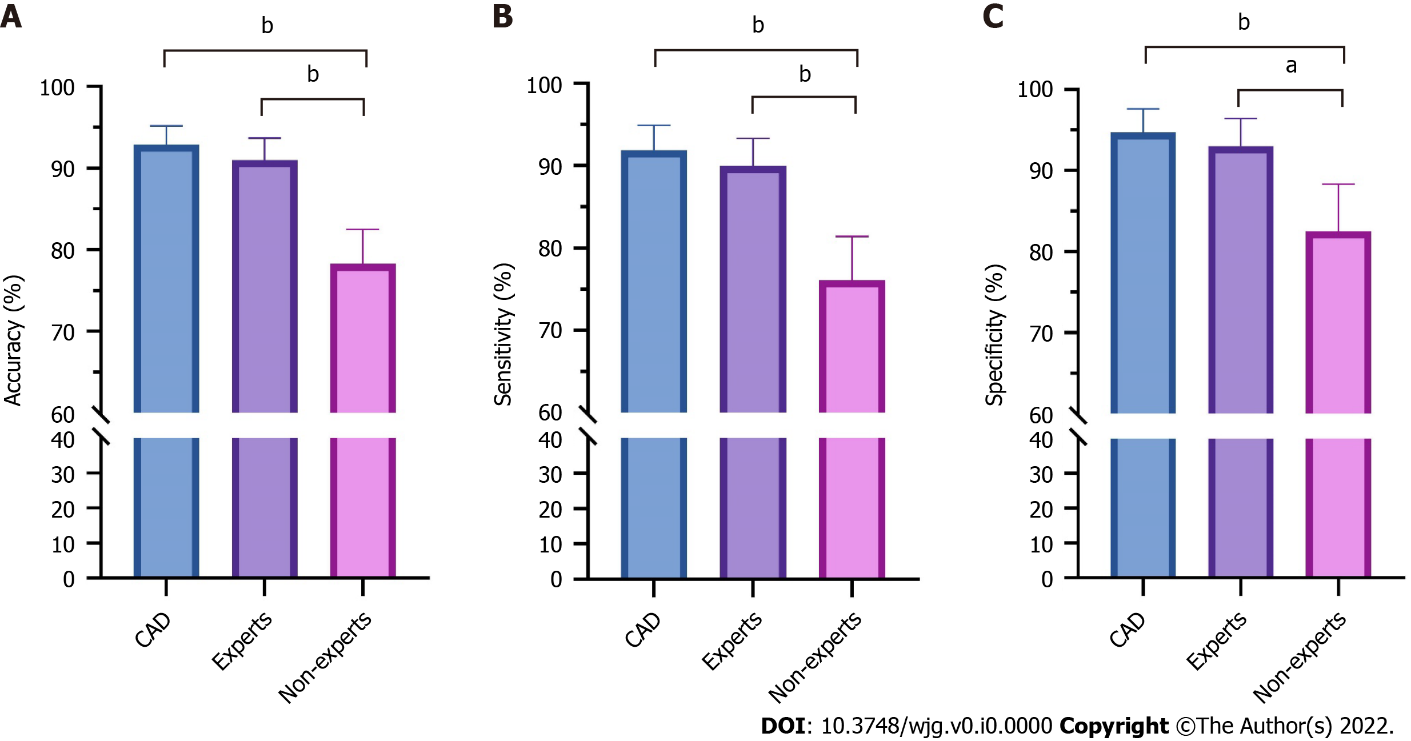 A
b
b
100
90
80
70
60
40
30
20
10
0
Accuracy (%)
CAD
Experts
Non-experts
B
b
b
100
90
80
70
60
40
30
20
10
0
Sensitivity (%)
CAD
Experts
Non-experts
C
b
a
100
90
80
70
60
40
30
20
10
0
Specificity (%)
CAD
Experts
Non-experts
DOI: 10.3748/wjg.v0.i0.0000 Copyright ©The Author(s) 2022.